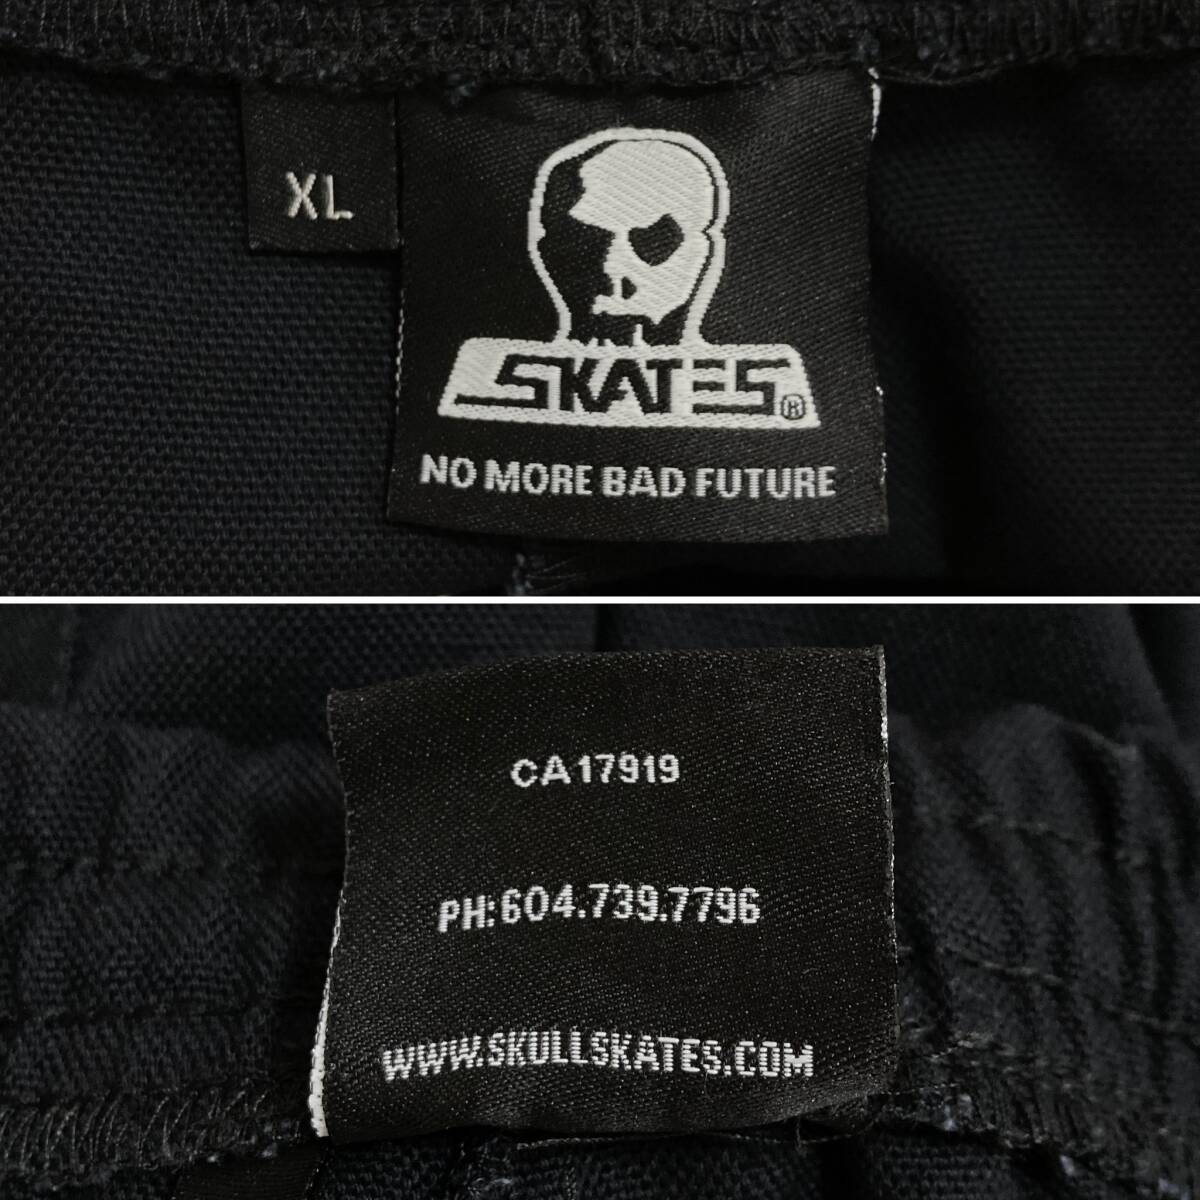 XL
SKATES®
NO MORE BAD FUTURE
CA17919
PH:604.739.7796
WWW.SKULLSKATES.COM